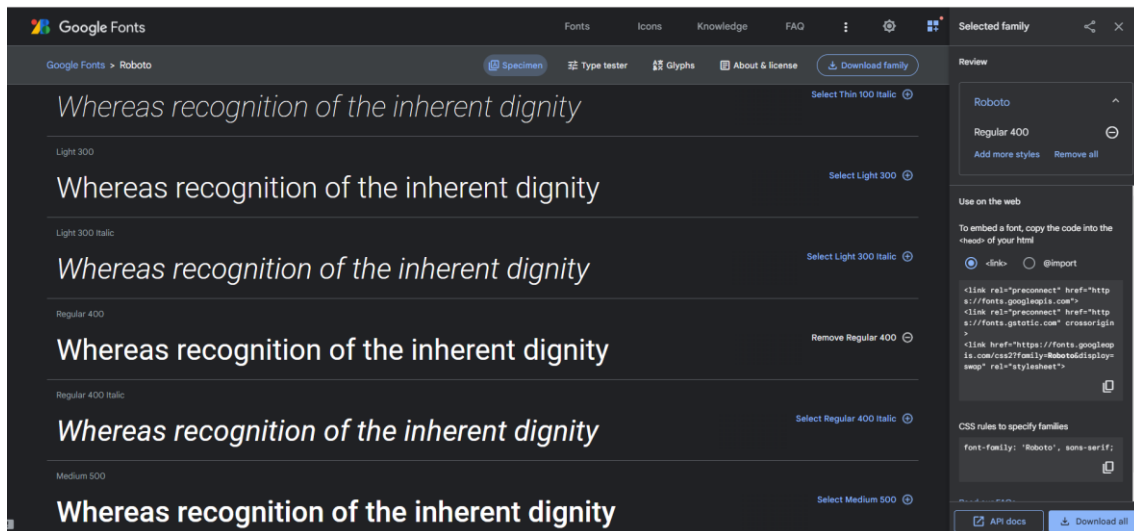 Google Fonts
Fonts
Icons
Knowledge
FAQ
Google Fonts > Roboto
Specimen
Type tester
Glyphs
About & license
Download family
Whereas recognition of the inherent dignity
Select Thin 100 Italic
Light 300
Whereas recognition of the inherent dignity
Select Light 300
Light 300 Italic
Whereas recognition of the inherent dignity
Select Light 300 Italic
Regular 400
Whereas recognition of the inherent dignity
Remove Regular 400
Regular 400 Italic
Whereas recognition of the inherent dignity
Select Regular 400 Italic
Medium 500
Whereas recognition of the inherent dignity
Select Medium 500
Selected family
Review
Roboto
Regular 400
Add more styles
Remove all
Use on the web
To embed a font, copy the code into the
<head> of your html
<link>
@import
<link rel="preconnect" href="http
s://fonts.googleapis.com">
<link rel="preconnect" href="http
s://fonts.gstatic.com" crossorigin
>
<link href="https://fonts.googleap
is.com/css2?family=Roboto&display=
swap" rel="stylesheet">
CSS rules to specify families
font-family: 'Roboto', sans-serif;
Read our FAQs
API docs
Download all